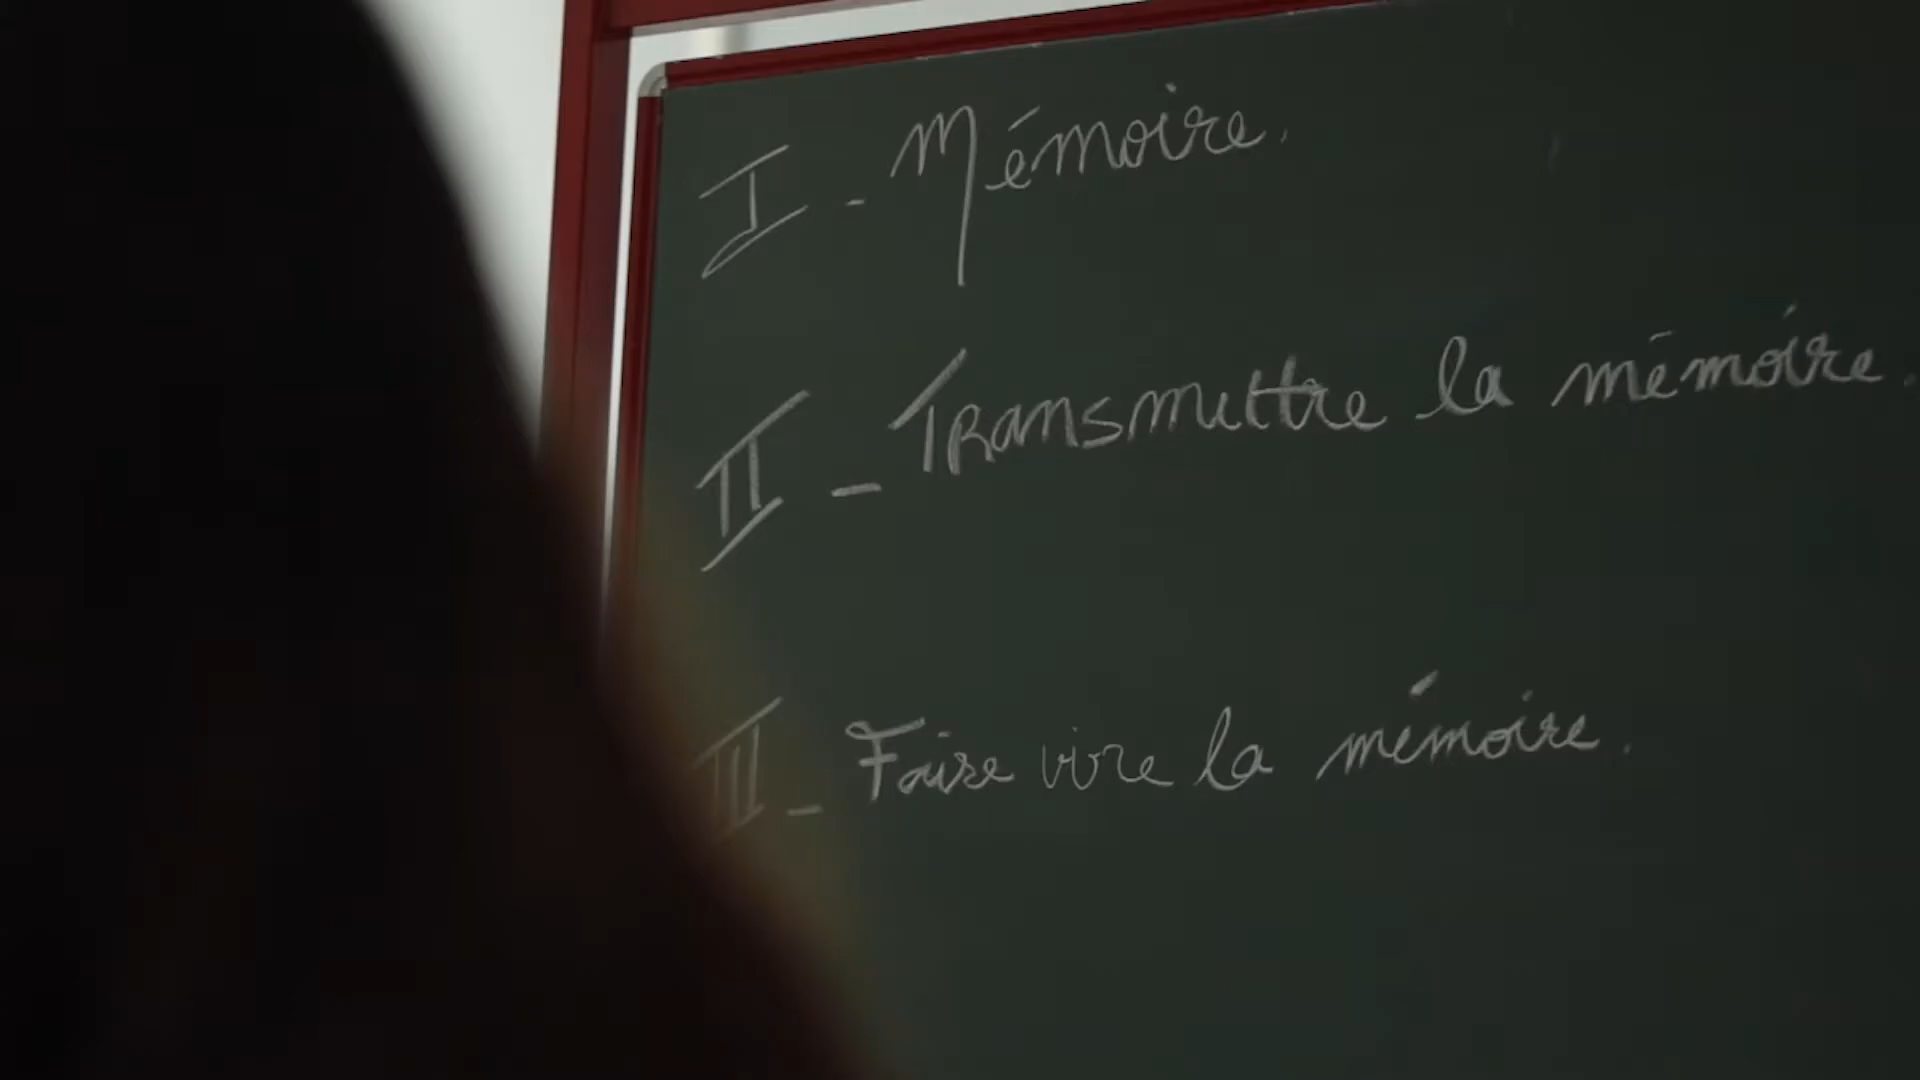 I - Mémoire.
II - Transmettre la mémoire.
III - Faire vivre la mémoire.